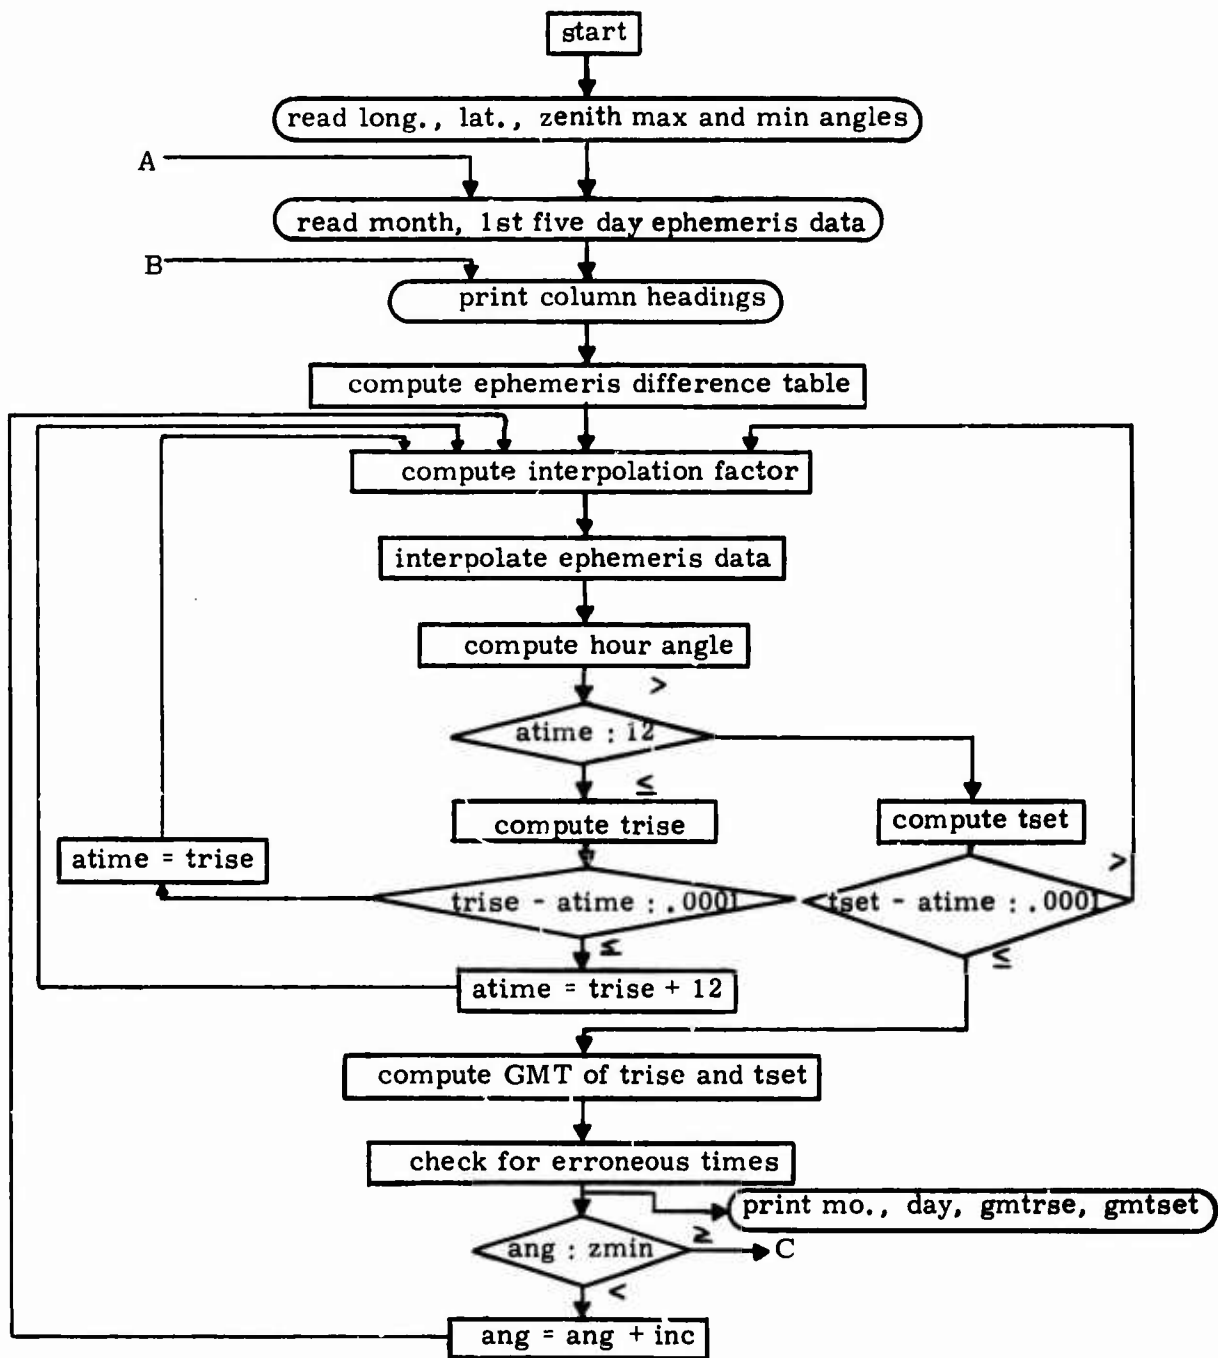 start
read long., lat., zenith max and min angles
A
read month, 1st five day ephemeris data
B
print column headings
compute ephemeris difference table
compute interpolation factor
interpolate ephemeris data
compute hour angle
>
atime : 12
≤
compute trise
compute tset
atime = trise
>
trise - atime : .0001
tset - atime : .0001
≤
≤
atime = trise + 12
compute GMT of trise and tset
check for erroneous times
print mo., day, gmtrse, gmtset
≥
ang : zmin
C
<
ang = ang + inc